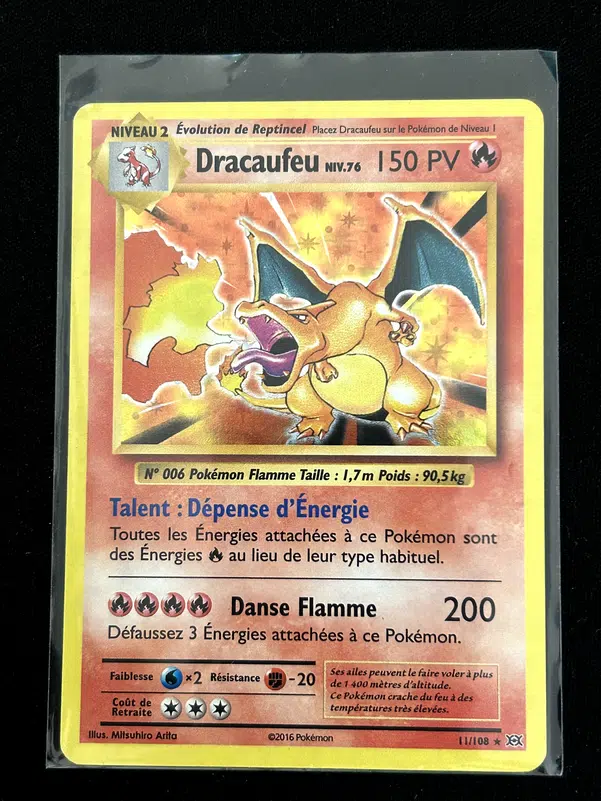 NIVEAU 2 Évolution de Reptincel Placez Dracaufeu sur le Pokémon de Niveau 1
Dracaufeu NIV.76 150 PV
N° 006 Pokémon Flamme Taille : 1,7 m Poids : 90,5 kg
Talent : Dépense d'Énergie
Toutes les Énergies attachées à ce Pokémon sont
des Énergies au lieu de leur type habituel.
Danse Flamme 200
Défaussez 3 Énergies attachées à ce Pokémon.
Faiblesse ×2 Résistance -20
Coût de
Retraite
Ses ailes peuvent le faire voler à plus
de 1 400 mètres d'altitude.
Ce Pokémon crache du feu à des
températures très élevées.
Illus. Mitsuhiro Arita
©2016 Pokémon
11/108 ★